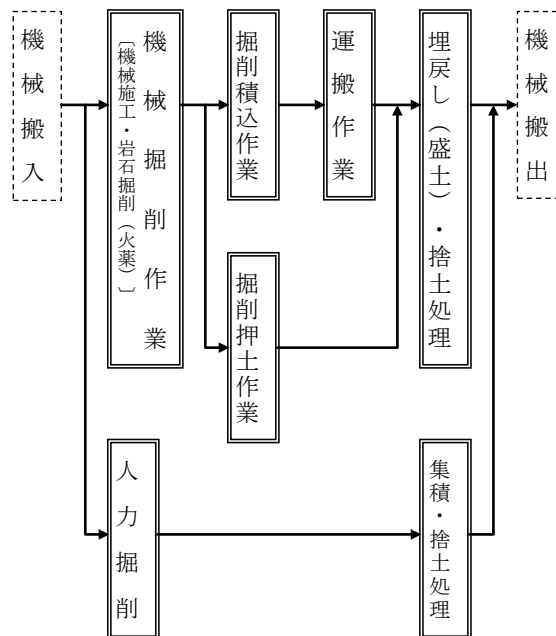 機械搬入
機械掘削作業
〔機械施工・岩石掘削(火薬)〕
掘削積込作業
運搬作業
埋戻し(盛土)・捨土処理
機械搬出
掘削押土作業
人力掘削
集積・捨土処理